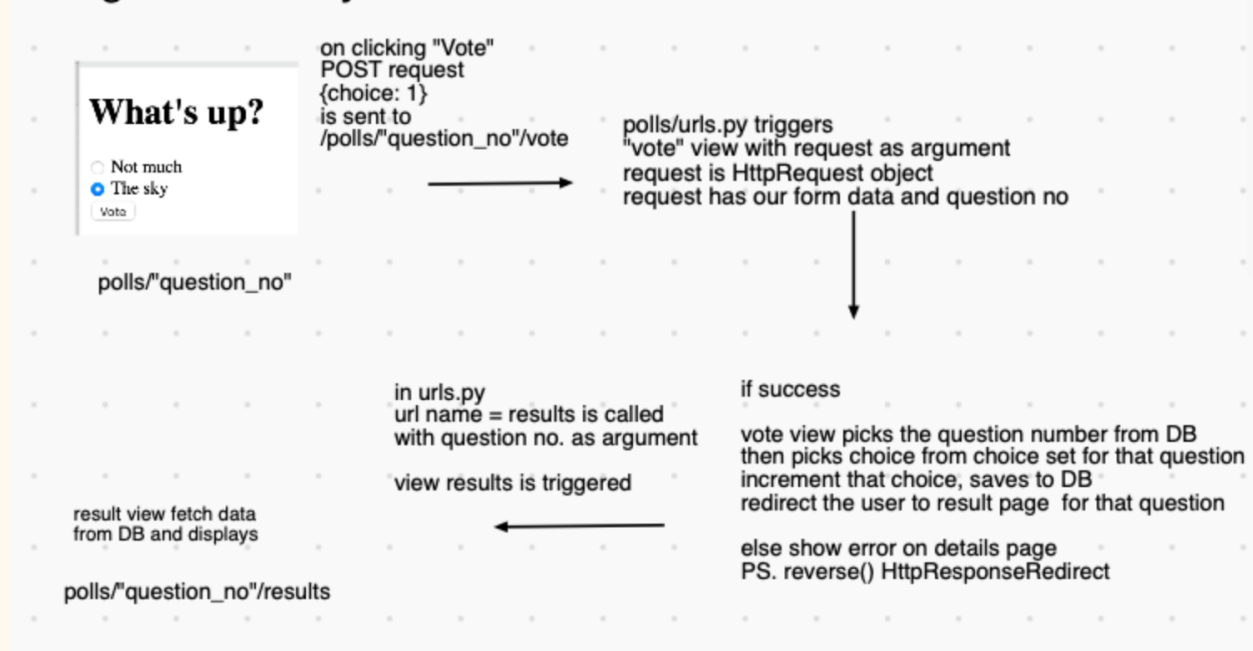 What's up?
Not much
The sky
Vote
polls/"question_no"
on clicking "Vote"
POST request
{choice: 1}
is sent to
/polls/"question_no"/vote
polls/urls.py triggers
"vote" view with request as argument
request is HttpRequest object
request has our form data and question no
if success
vote view picks the question number from DB
then picks choice from choice set for that question
increment that choice, saves to DB
redirect the user to result page for that question
else show error on details page
PS. reverse() HttpResponseRedirect
in urls.py
url name = results is called
with question no. as argument
view results is triggered
result view fetch data
from DB and displays
polls/"question_no"/results